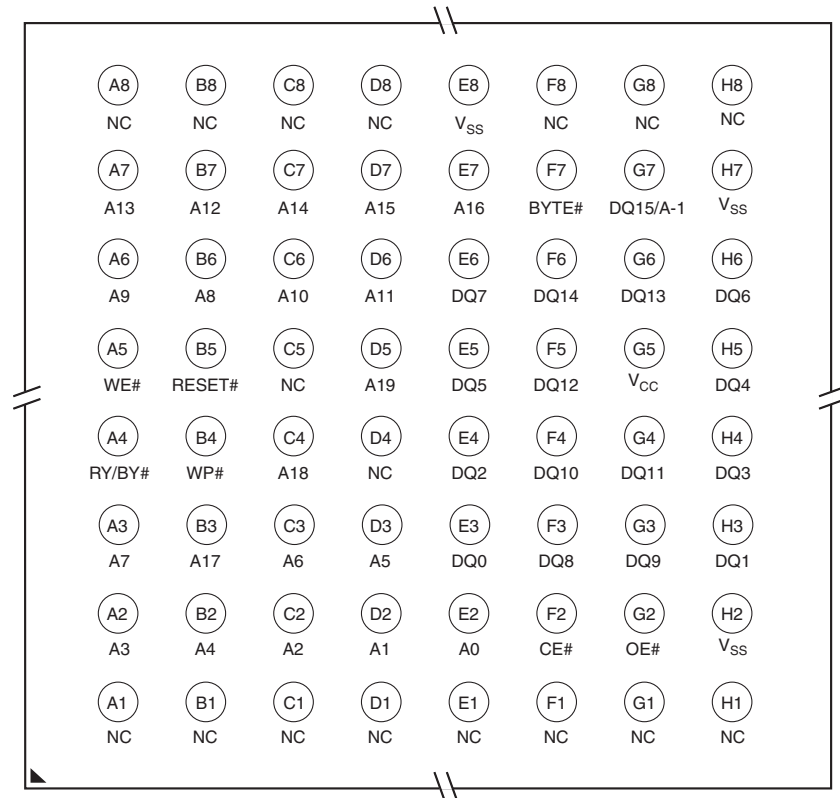 A8 B8 C8 D8 E8 F8 G8 H8
NC NC NC NC VSS NC NC NC
A7 B7 C7 D7 E7 F7 G7 H7
A13 A12 A14 A15 A16 BYTE# DQ15/A-1 VSS
A6 B6 C6 D6 E6 F6 G6 H6
A9 A8 A10 A11 DQ7 DQ14 DQ13 DQ6
A5 B5 C5 D5 E5 F5 G5 H5
WE# RESET# NC A19 DQ5 DQ12 VCC DQ4
A4 B4 C4 D4 E4 F4 G4 H4
RY/BY# WP# A18 NC DQ2 DQ10 DQ11 DQ3
A3 B3 C3 D3 E3 F3 G3 H3
A7 A17 A6 A5 DQ0 DQ8 DQ9 DQ1
A2 B2 C2 D2 E2 F2 G2 H2
A3 A4 A2 A1 A0 CE# OE# VSS
A1 B1 C1 D1 E1 F1 G1 H1
NC NC NC NC NC NC NC NC